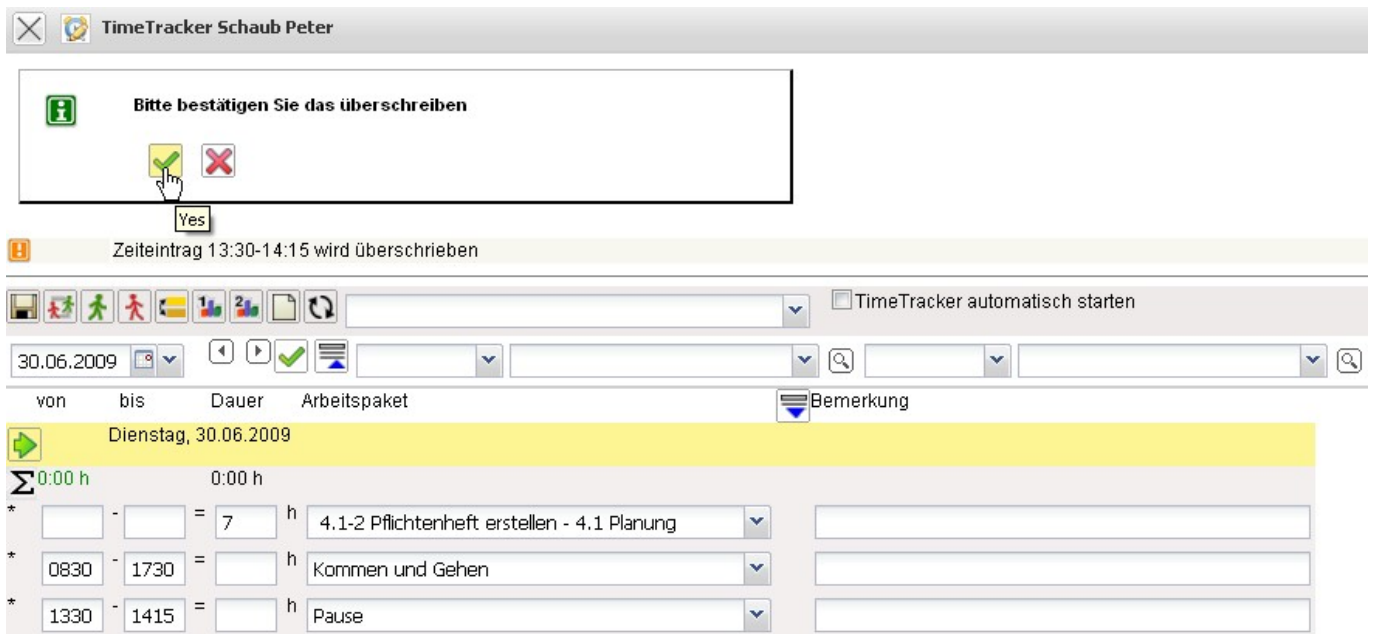 TimeTracker Schaub Peter
Bitte bestätigen Sie das überschreiben
Yes
Zeiteintrag 13:30-14:15 wird überschrieben
TimeTracker automatisch starten
30.06.2009
von bis Dauer Arbeitspaket Bemerkung
Dienstag, 30.06.2009
Σ 0:00 h 0:00 h
* - = 7 h 4.1-2 Pflichtenheft erstellen - 4.1 Planung
* 0830 - 1730 = h Kommen und Gehen
* 1330 - 1415 = h Pause